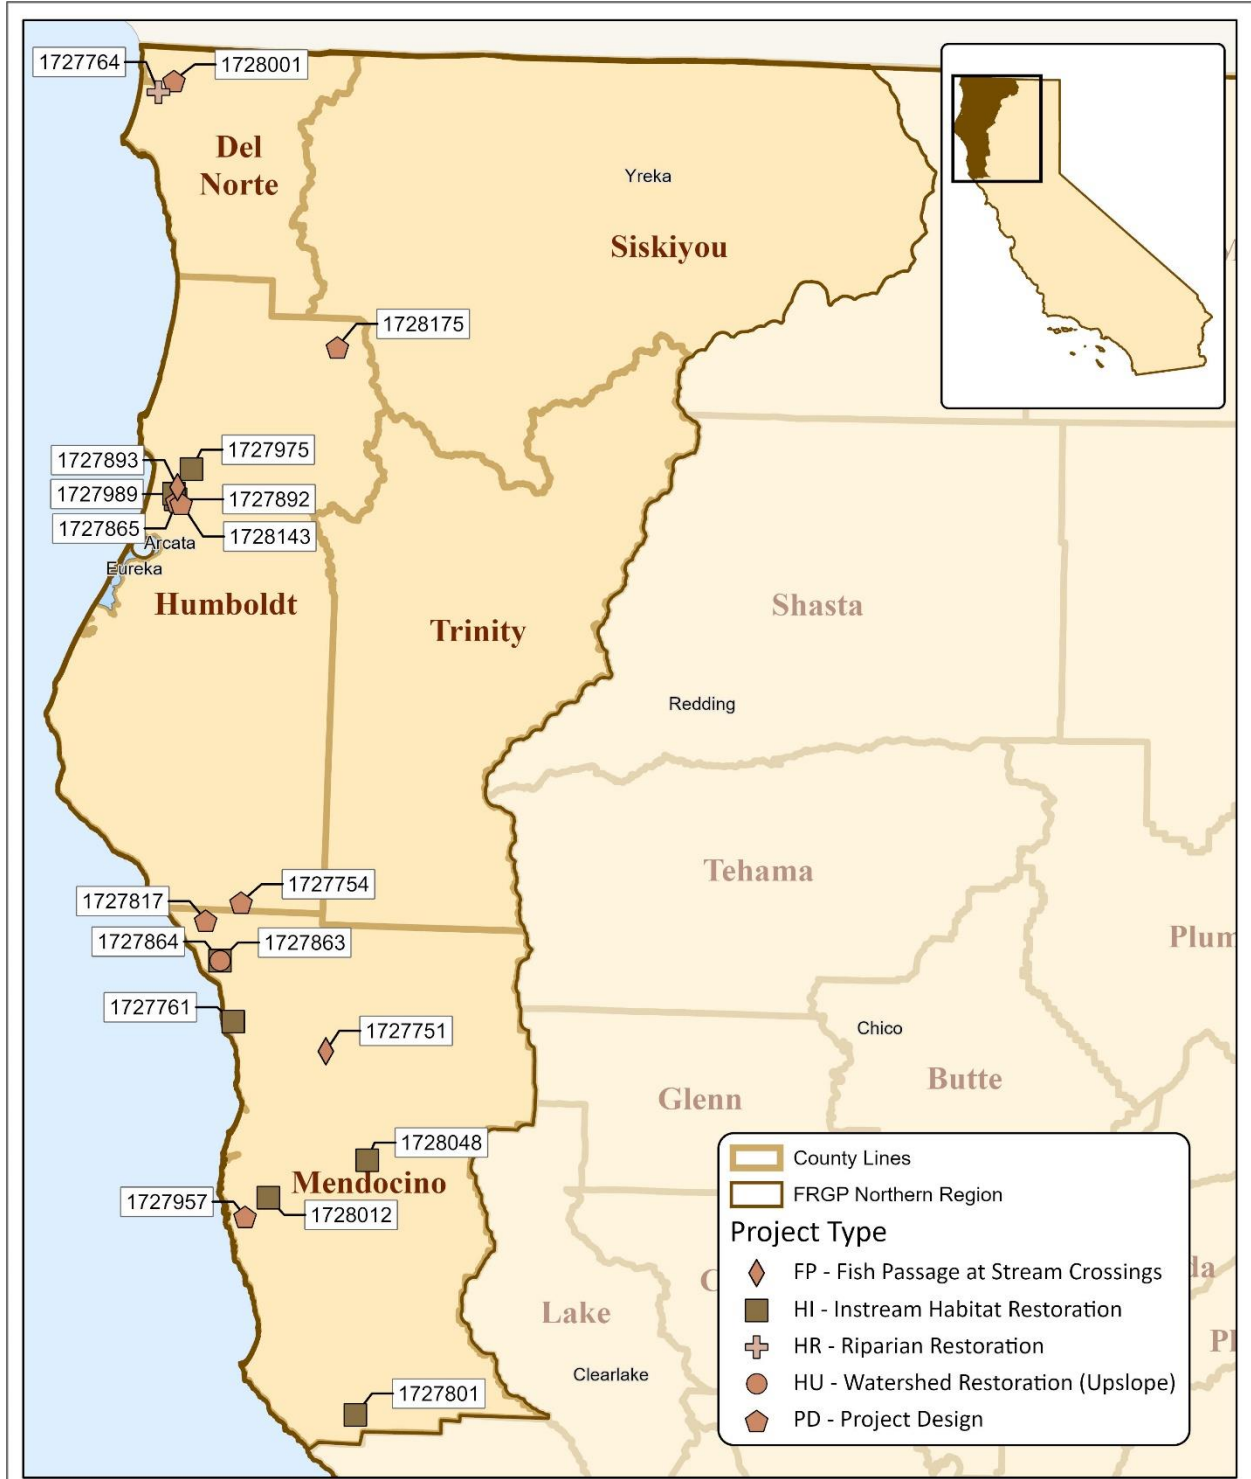 1727764
1728001
Del
Norte
Yreka
Siskiyou
1728175
1727893
1727975
1727989
1727892
1727865
1728143
Arcata
Eureka
Humboldt
Trinity
Shasta
Redding
Tehama
1727754
1727817
1727864
1727863
Plum
1727761
1727751
Chico
Butte
Glenn
1728048
Mendocino
1727957
1728012
Lake
Clearlake
1727801
County Lines
FRGP Northern Region
Project Type
FP - Fish Passage at Stream Crossings
HI - Instream Habitat Restoration
HR - Riparian Restoration
HU - Watershed Restoration (Upslope)
PD - Project Design
C
da
Pl